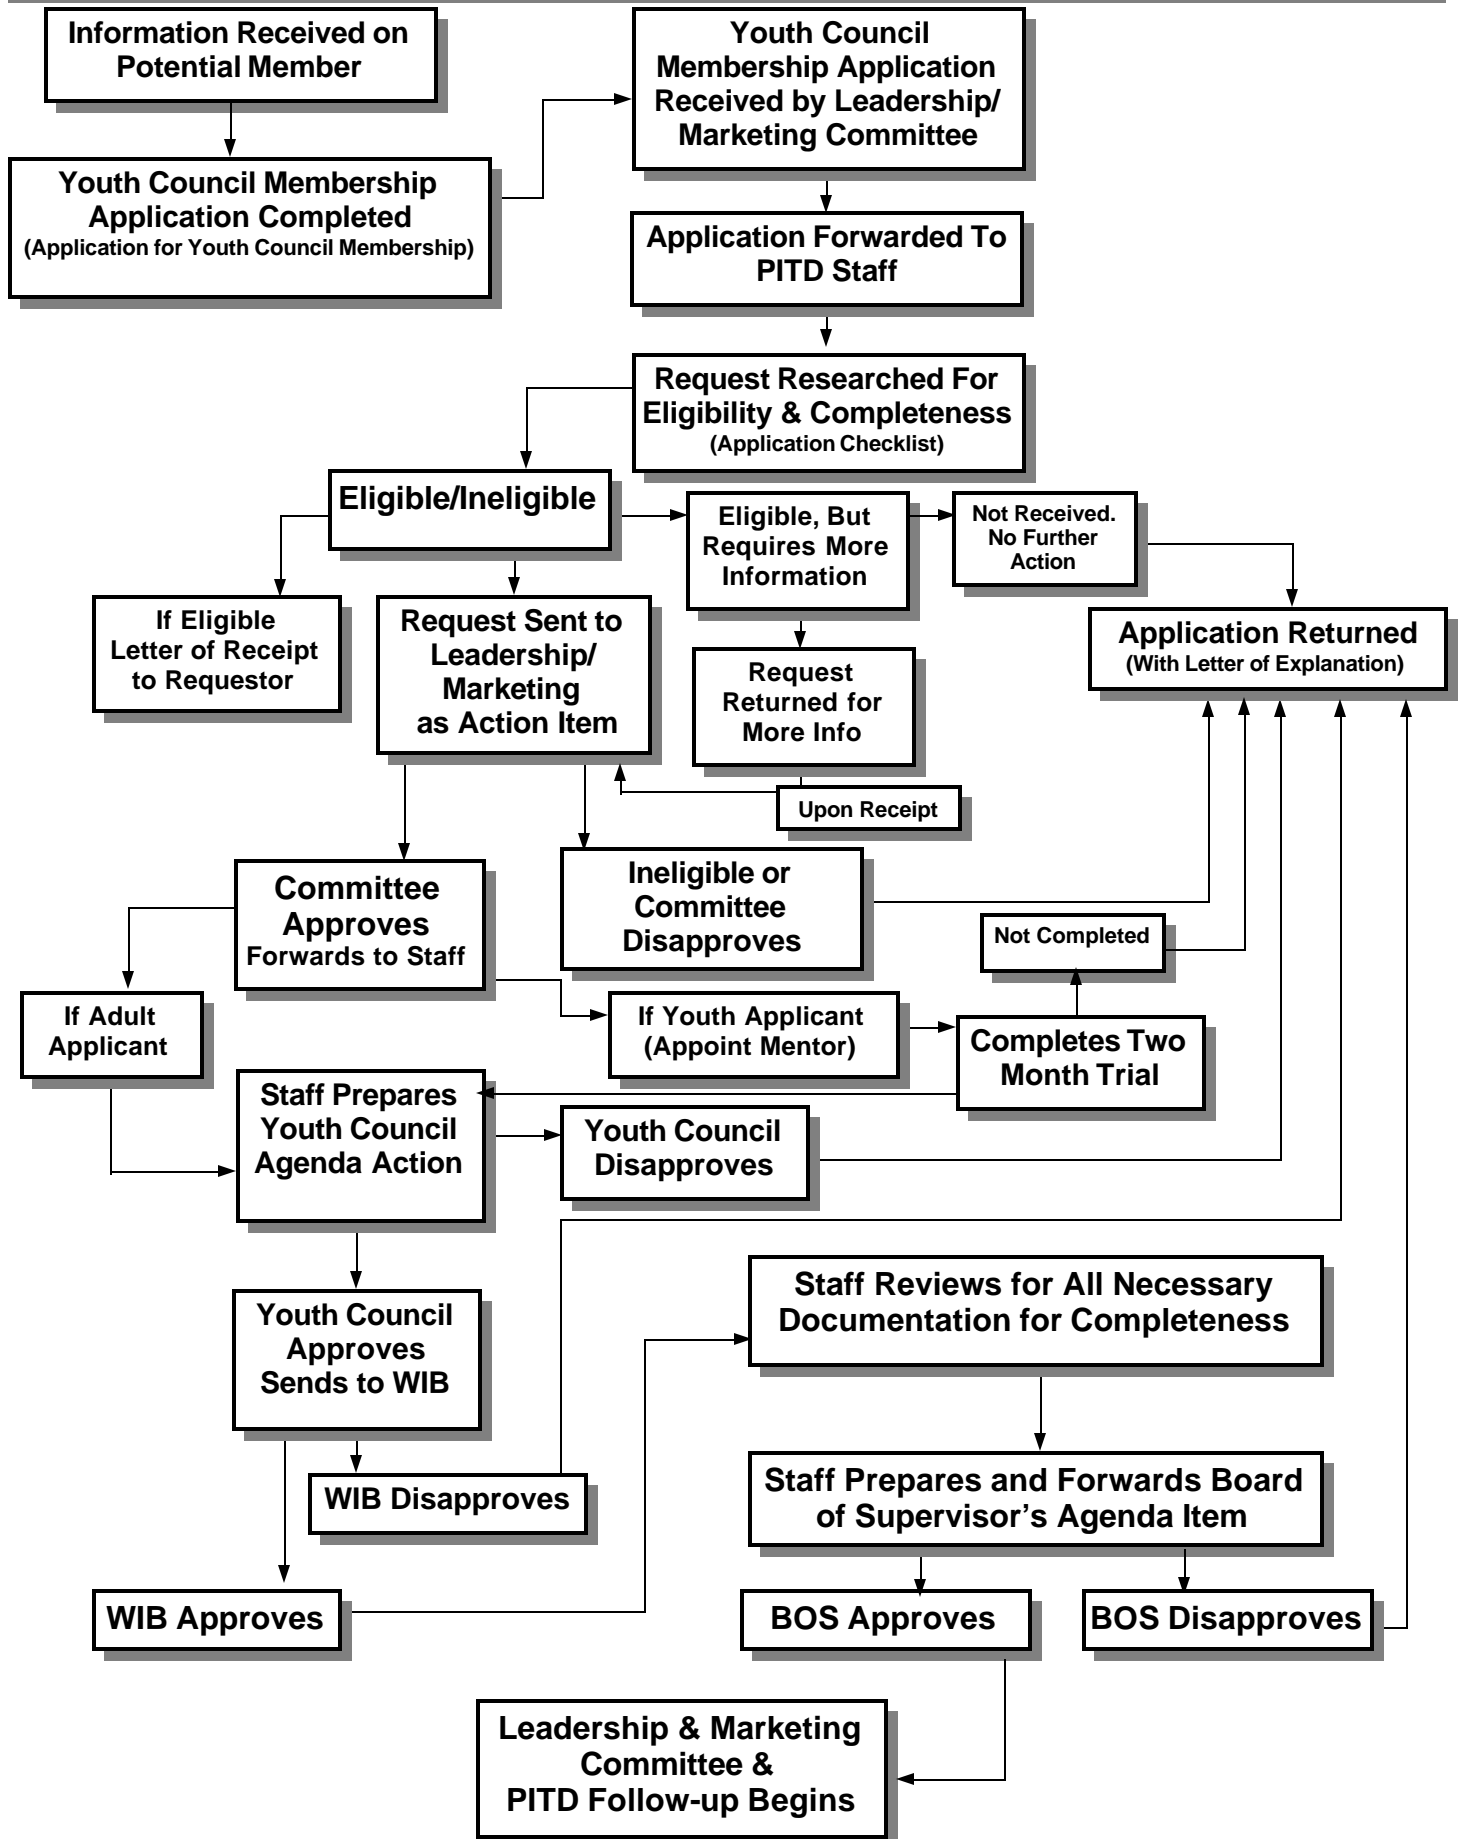 Information Received on
Potential Member
Youth Council
Membership Application
Received by Leadership/
Marketing Committee
Youth Council Membership
Application Completed
(Application for Youth Council Membership)
Application Forwarded To
PITD Staff
Request Researched For
Eligibility & Completeness
(Application Checklist)
Eligible/Ineligible
Eligible, But
Requires More
Information
Not Received.
No Further
Action
If Eligible
Letter of Receipt
to Requestor
Request Sent to
Leadership/
Marketing
as Action Item
Request
Returned for
More Info
Application Returned
(With Letter of Explanation)
Upon Receipt
Committee
Approves
Forwards to Staff
Ineligible or
Committee
Disapproves
Not Completed
If Adult
Applicant
If Youth Applicant
(Appoint Mentor)
Completes Two
Month Trial
Staff Prepares
Youth Council
Agenda Action
Youth Council
Disapproves
Youth Council
Approves
Sends to WIB
Staff Reviews for All Necessary
Documentation for Completeness
WIB Disapproves
Staff Prepares and Forwards Board
of Supervisor’s Agenda Item
WIB Approves
BOS Approves
BOS Disapproves
Leadership & Marketing
Committee &
PITD Follow-up Begins